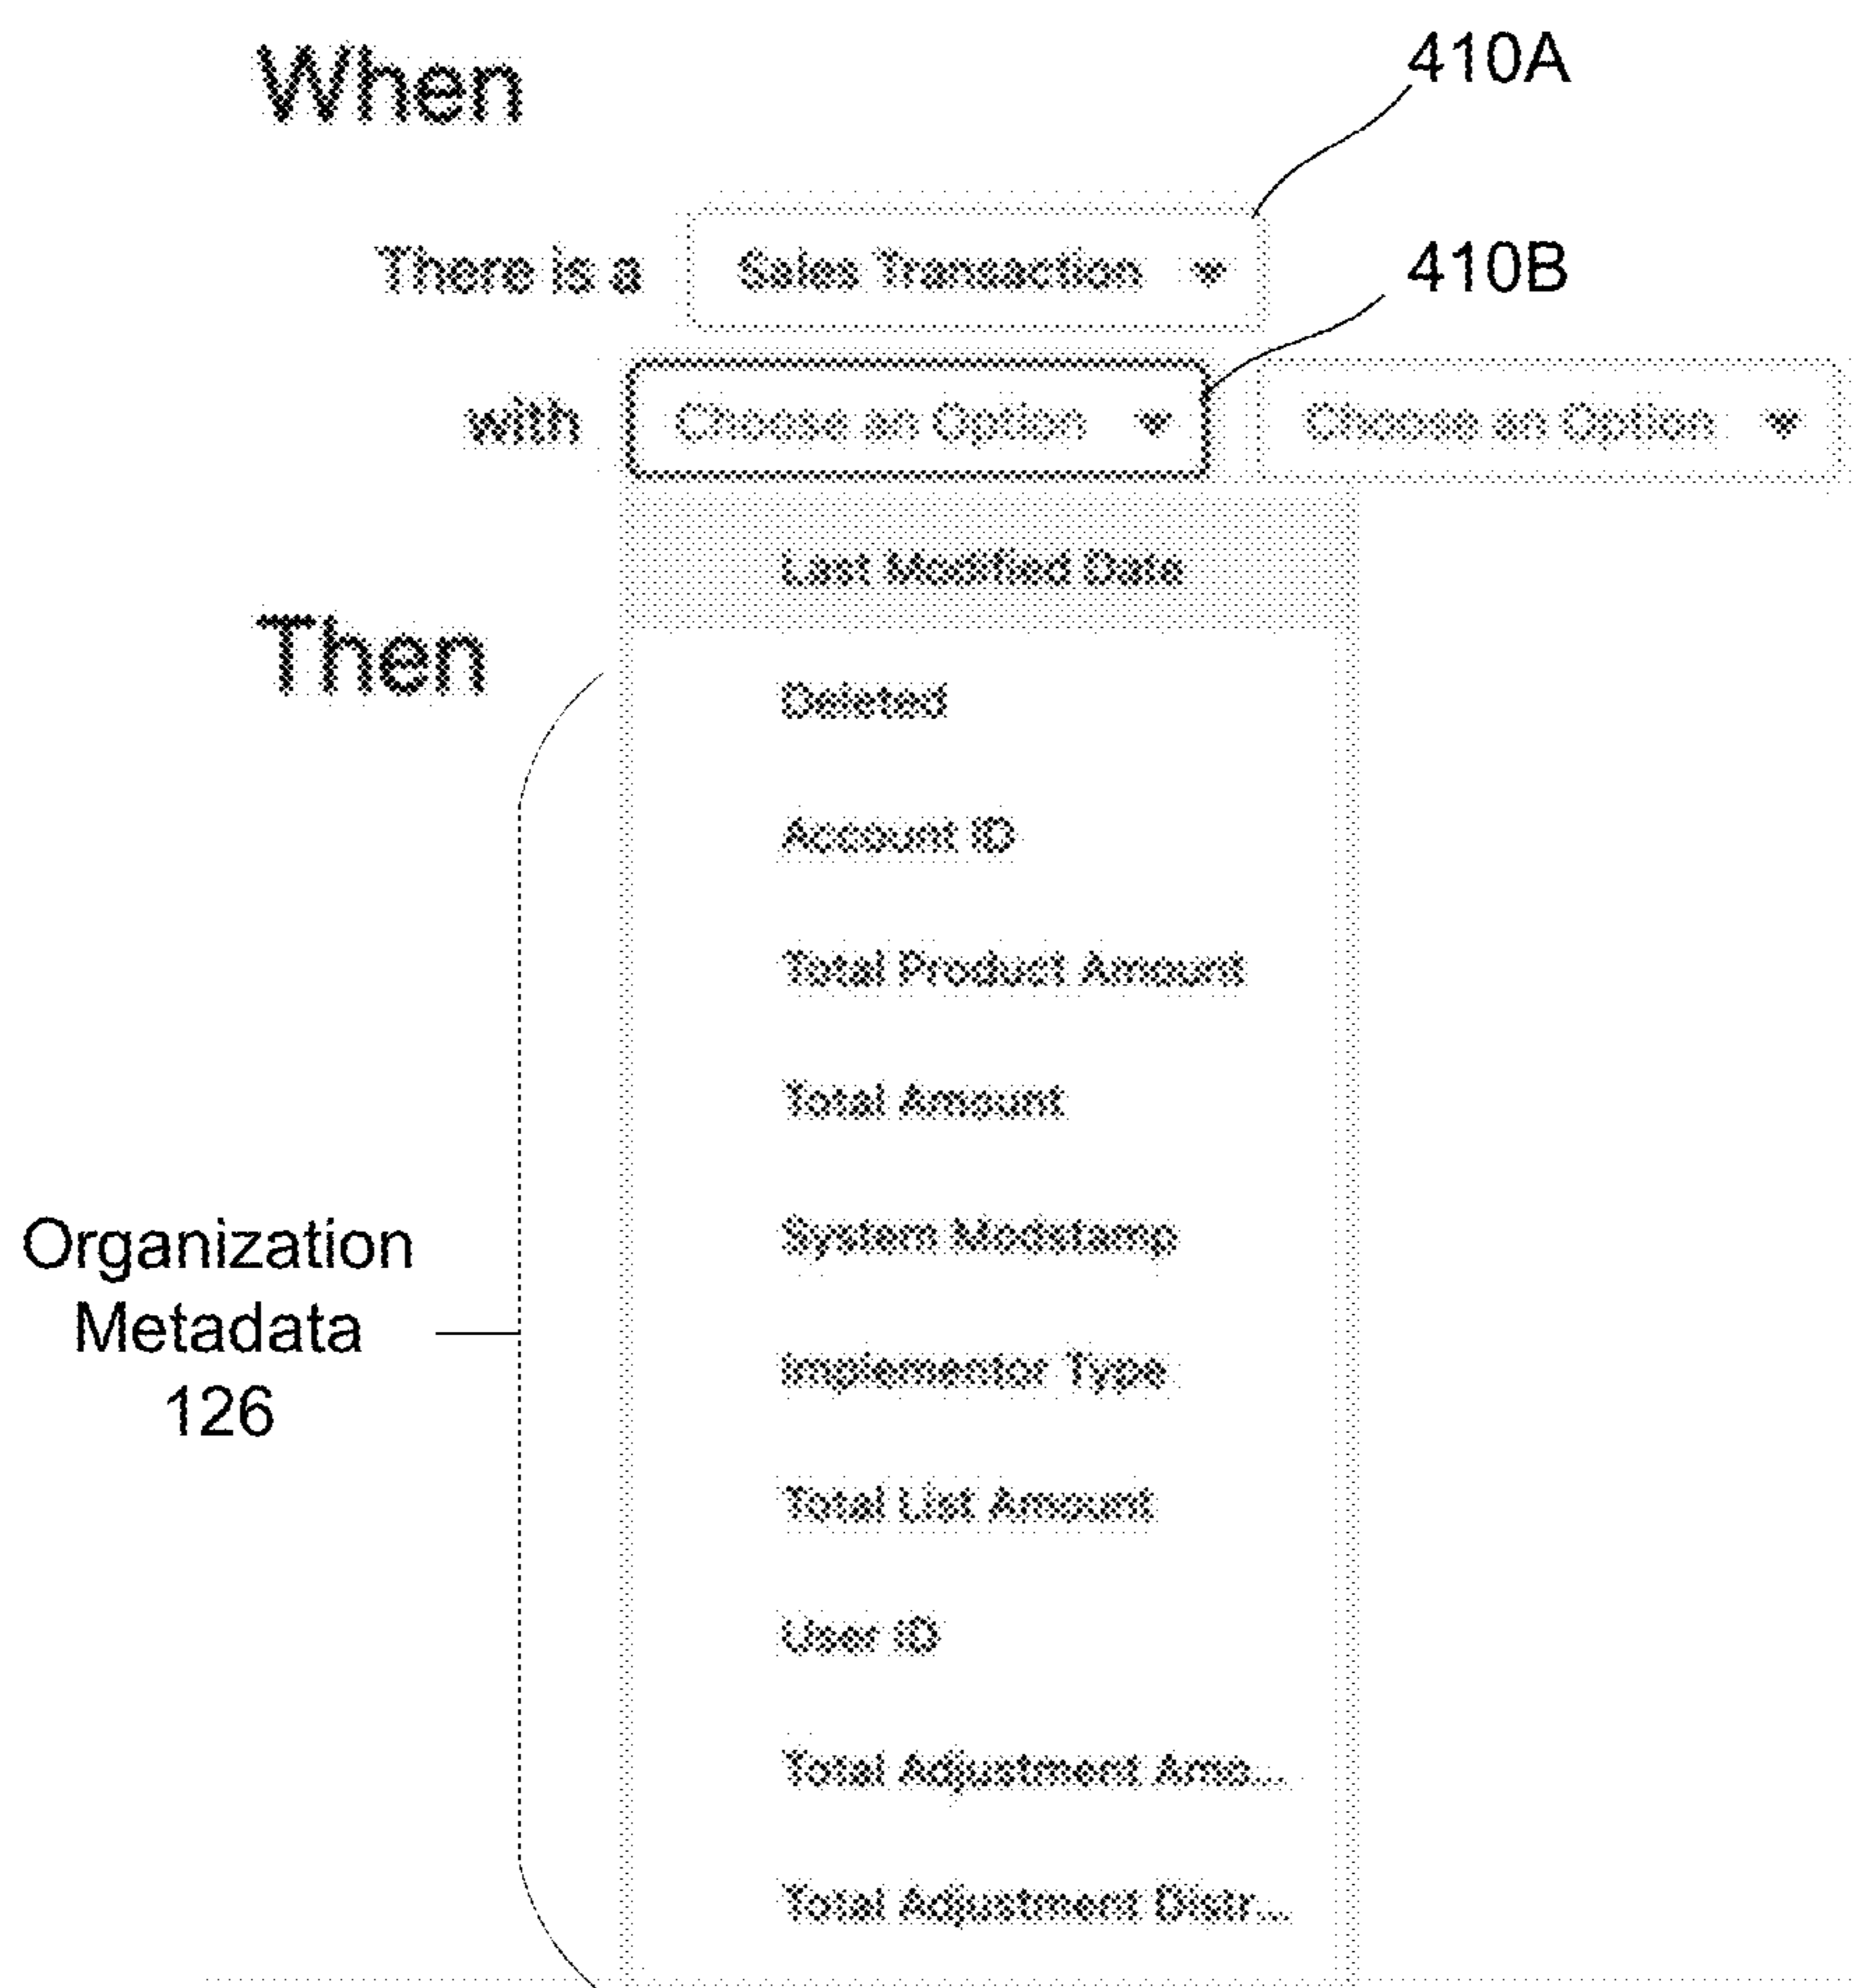 When
410A
There is a Sales Transaction
410B
with Choose an Option Choose an Option
Last Modified Date
Then
Deleted
Account ID
Total Product Amount
Total Amount
System Modstamp
Organization
Metadata
126
Implementor Type
Total List Amount
User ID
Total Adjustment Amo...
Total Adjustment Distr...